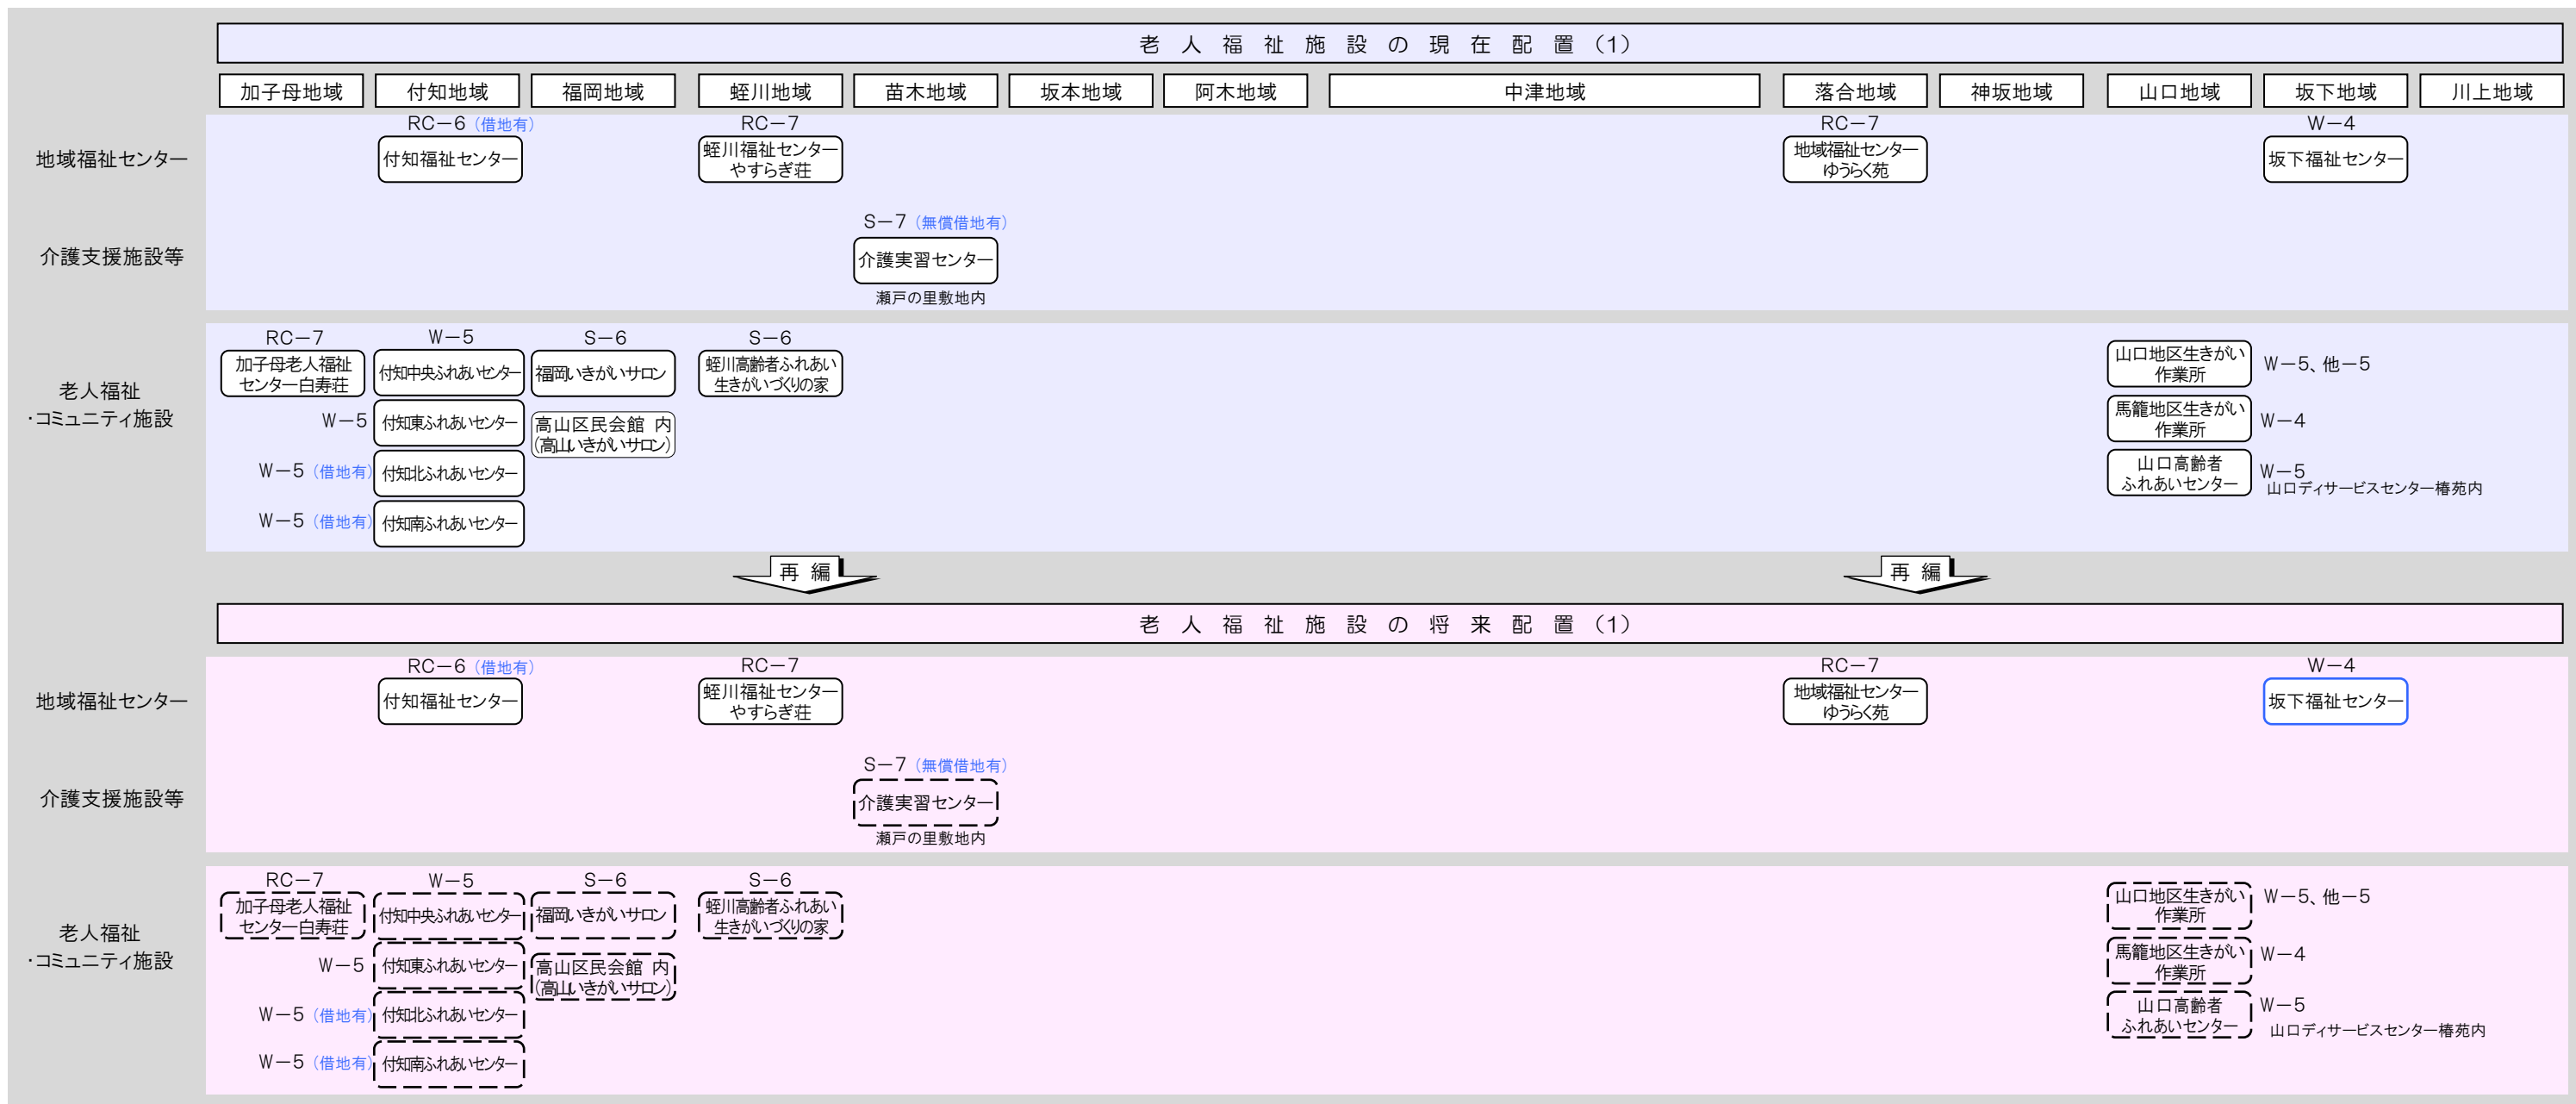 老人福祉施設の現在配置（1）
加子母地域 付知地域 福岡地域 蛭川地域 苗木地域 坂本地域 阿木地域 中津地域 落合地域 神坂地域 山口地域 坂下地域 川上地域
地域福祉センター
RC－6（借地有）
付知福祉センター
RC－7
蛭川福祉センター
やすらぎ荘
RC－7
地域福祉センター
ゆうらく苑
W－4
坂下福祉センター
介護支援施設等
S－7（無償借地有）
介護実習センター
瀬戸の里敷地内
老人福祉
・コミュニティ施設
RC－7
加子母老人福祉
センター白寿荘
W－5
付知中央ふれあいセンター
W－5
付知東ふれあいセンター
W－5（借地有）
付知北ふれあいセンター
W－5（借地有）
付知南ふれあいセンター
S－6
福岡いきがいサロン
高山区民会館 内
（高山いきがいサロン）
S－6
蛭川高齢者ふれあい
生きがいづくりの家
山口地区生きがい
作業所
W－5、他－5
馬籠地区生きがい
作業所
W－4
山口高齢者
ふれあいセンター
W－5
山口ディサービスセンター椿苑内
再編
再編
老人福祉施設の将来配置（1）
地域福祉センター
RC－6（借地有）
付知福祉センター
RC－7
蛭川福祉センター
やすらぎ荘
RC－7
地域福祉センター
ゆうらく苑
W－4
坂下福祉センター
介護支援施設等
S－7（無償借地有）
介護実習センター
瀬戸の里敷地内
老人福祉
・コミュニティ施設
RC－7
加子母老人福祉
センター白寿荘
W－5
付知中央ふれあいセンター
W－5
付知東ふれあいセンター
W－5（借地有）
付知北ふれあいセンター
W－5（借地有）
付知南ふれあいセンター
S－6
福岡いきがいサロン
高山区民会館 内
（高山いきがいサロン）
S－6
蛭川高齢者ふれあい
生きがいづくりの家
山口地区生きがい
作業所
W－5、他－5
馬籠地区生きがい
作業所
W－4
山口高齢者
ふれあいセンター
W－5
山口ディサービスセンター椿苑内